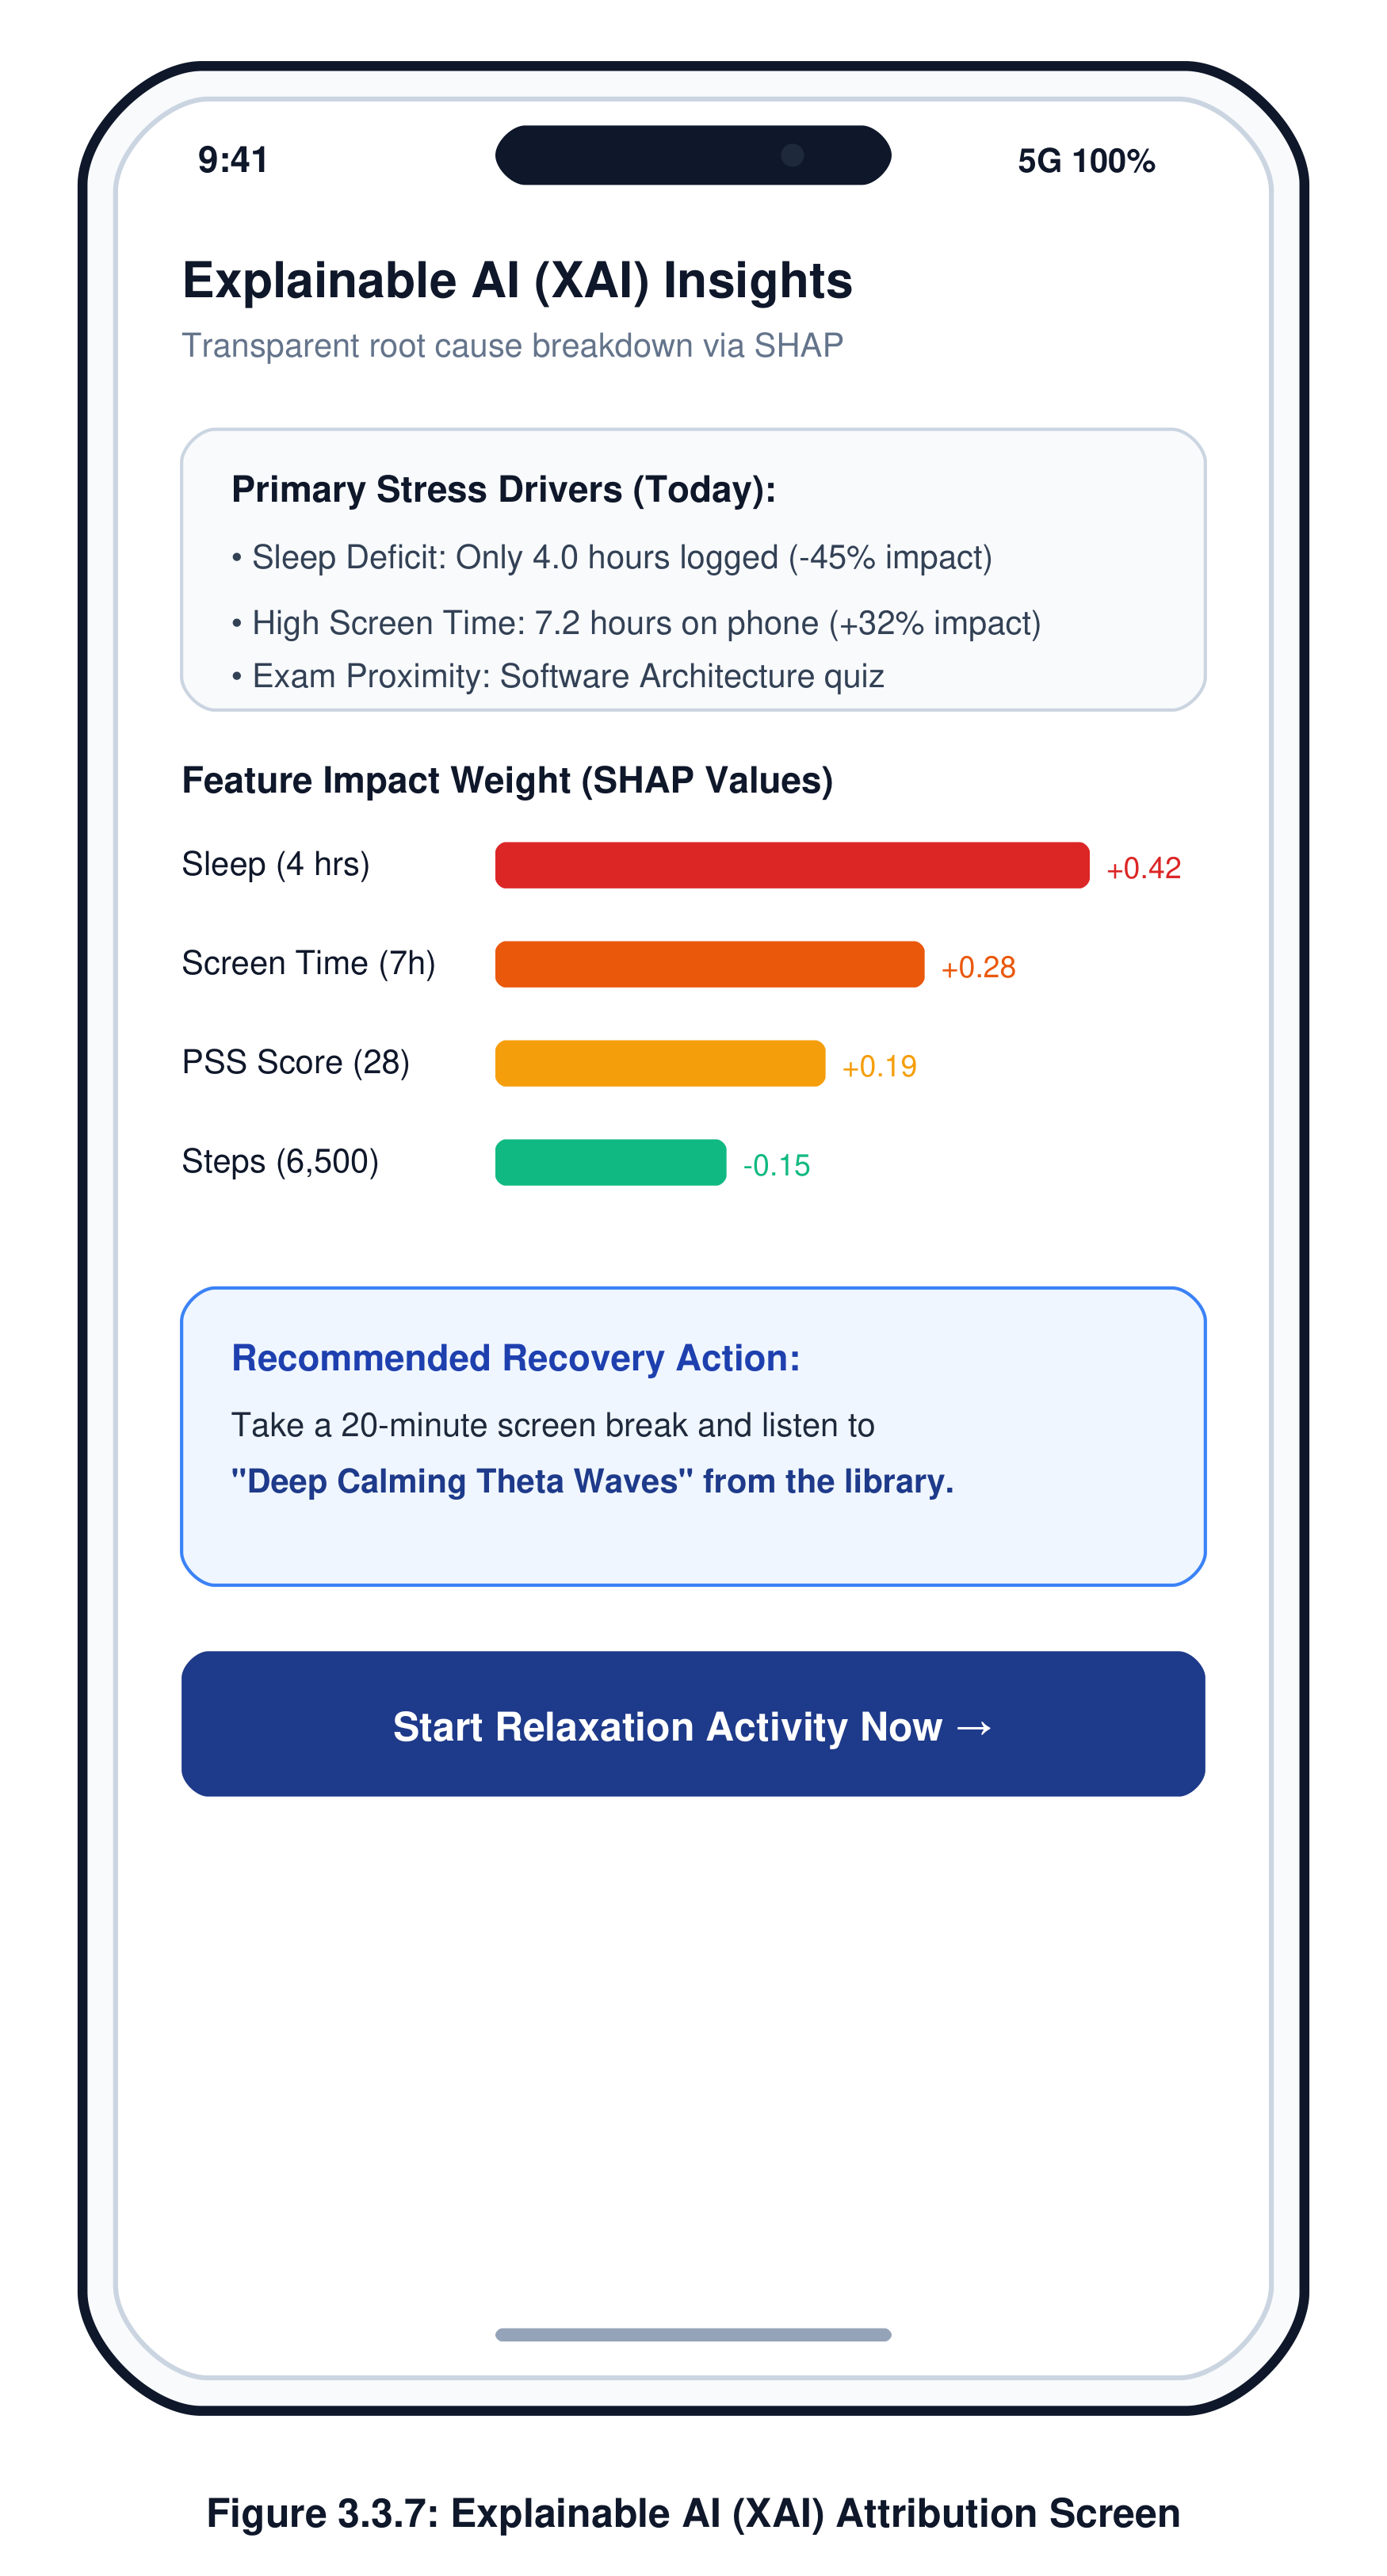 9:41
5G 100%
Explainable AI (XAI) Insights
Transparent root cause breakdown via SHAP
Primary Stress Drivers (Today):
• Sleep Deficit: Only 4.0 hours logged (-45% impact)
• High Screen Time: 7.2 hours on phone (+32% impact)
• Exam Proximity: Software Architecture quiz
Feature Impact Weight (SHAP Values)
Sleep (4 hrs) +0.42
Screen Time (7h) +0.28
PSS Score (28) +0.19
Steps (6,500) -0.15
Recommended Recovery Action:
Take a 20-minute screen break and listen to
"Deep Calming Theta Waves" from the library.
Start Relaxation Activity Now →
Figure 3.3.7: Explainable AI (XAI) Attribution Screen